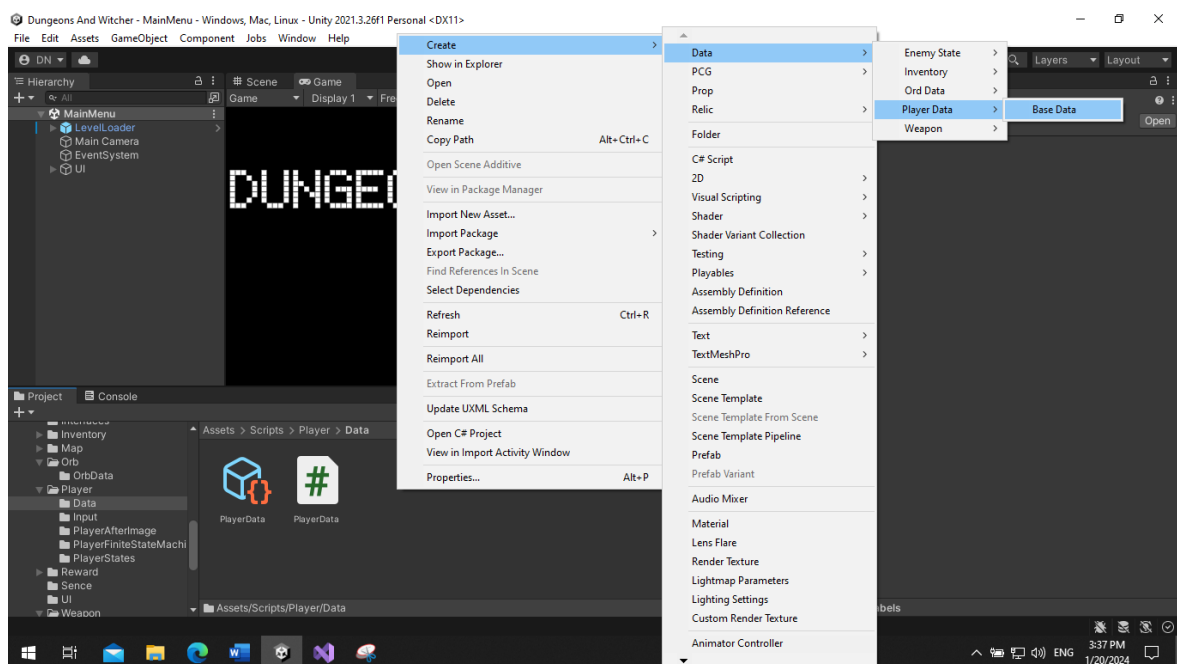 Dungeons And Witcher - MainMenu - Windows, Mac, Linux - Unity 2021.3.26f1 Personal <DX11>
File Edit Assets GameObject Component Jobs Window Help
DN
Layers Layout
Hierarchy
All
MainMenu
LevelLoader
Main Camera
EventSystem
UI
Scene Game
Game Display 1 Fre
DUNGEO
Create
Show in Explorer
Open
Delete
Rename
Copy Path Alt+Ctrl+C
Open Scene Additive
View in Package Manager
Import New Asset...
Import Package
Export Package...
Find References In Scene
Select Dependencies
Refresh Ctrl+R
Reimport
Reimport All
Extract From Prefab
Update UXML Schema
Open C# Project
View in Import Activity Window
Properties... Alt+P
Data
PCG
Prop
Relic
Folder
C# Script
2D
Visual Scripting
Shader
Shader Variant Collection
Testing
Playables
Assembly Definition
Assembly Definition Reference
Text
TextMeshPro
Scene
Scene Template
Scene Template From Scene
Scene Template Pipeline
Prefab
Prefab Variant
Audio Mixer
Material
Lens Flare
Render Texture
Lightmap Parameters
Lighting Settings
Custom Render Texture
Animator Controller
Enemy State
Inventory
Ord Data
Player Data
Weapon
Base Data
Open
Project Console
Interfaces
Inventory
Map
Orb
OrbData
Player
Data
Input
PlayerAfterImage
PlayerFiniteStateMachi
PlayerStates
Reward
Sence
UI
Weapon
Assets > Scripts > Player > Data
PlayerData PlayerData
Assets/Scripts/Player/Data
abels
ENG
3:37 PM
1/20/2024